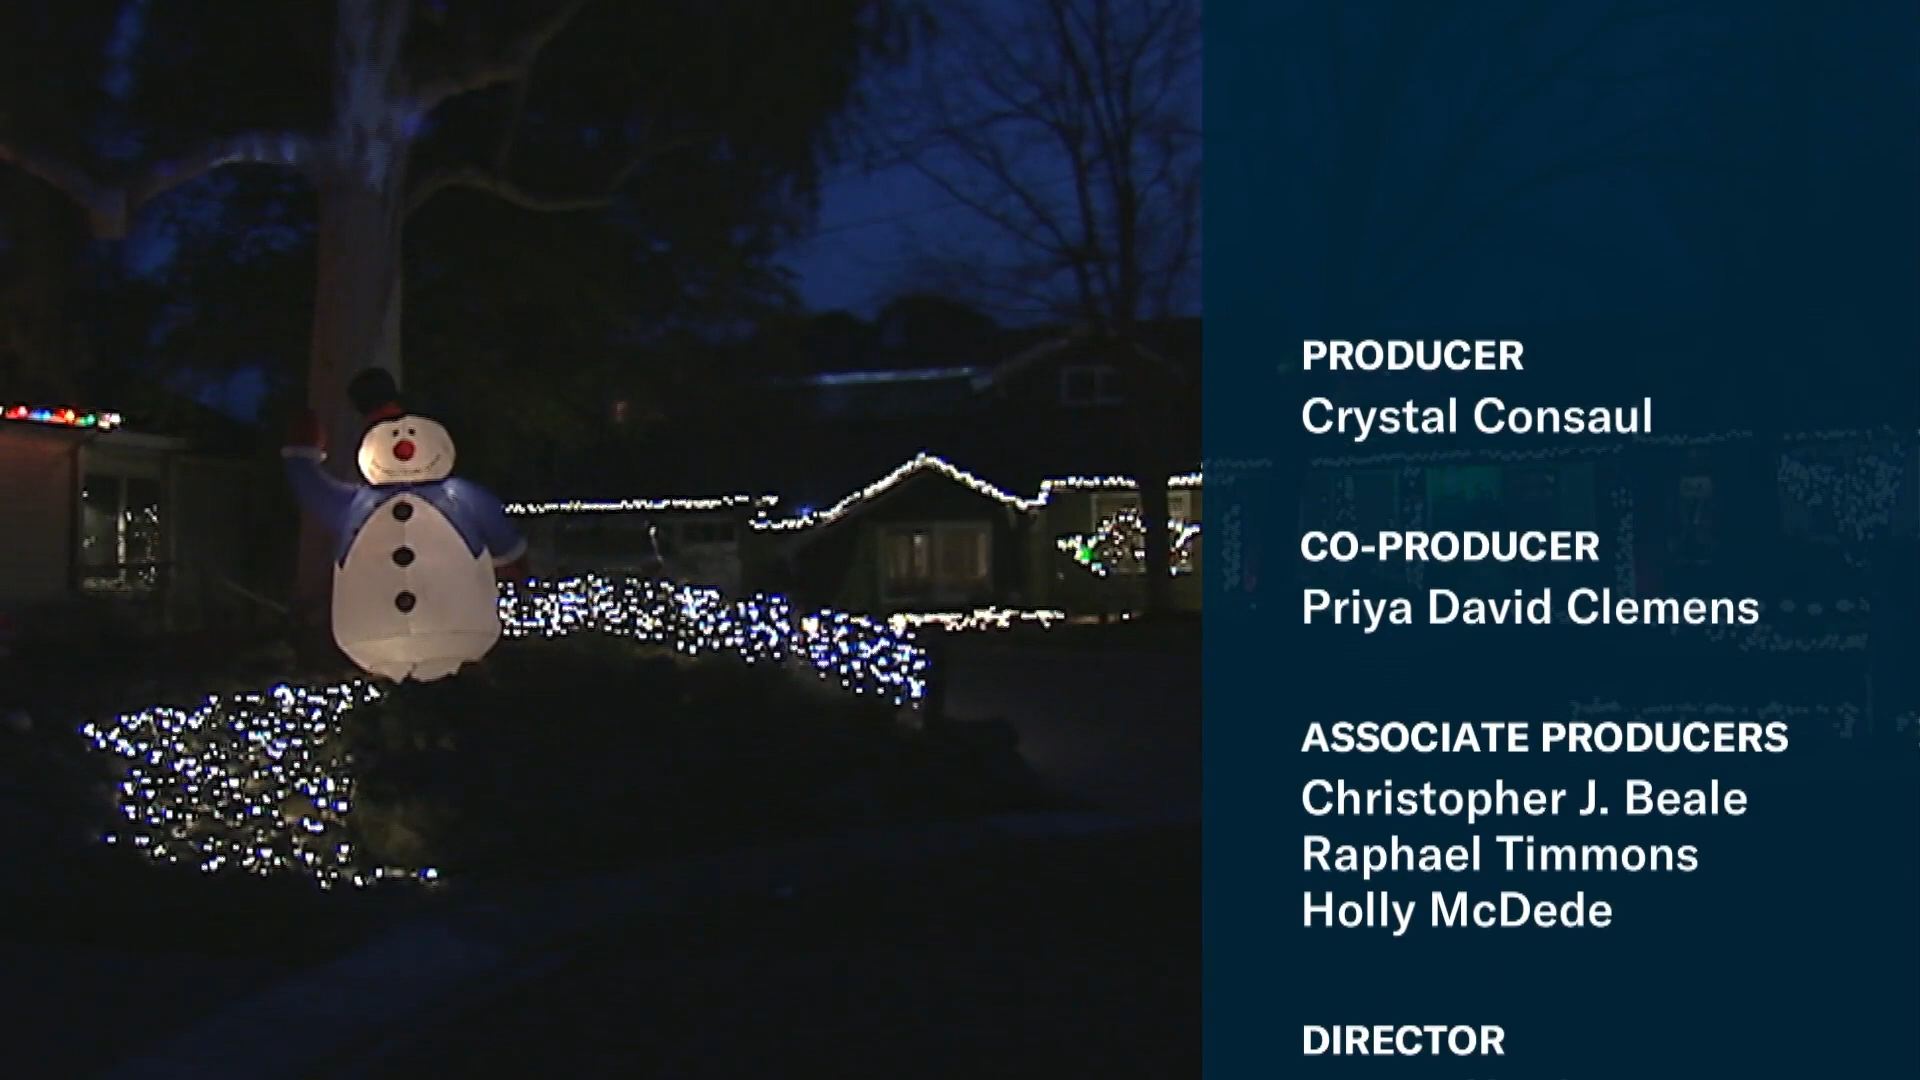 PRODUCER
Crystal Consaul
CO-PRODUCER
Priya David Clemens
ASSOCIATE PRODUCERS
Christopher J. Beale
Raphael Timmons
Holly McDede
DIRECTOR